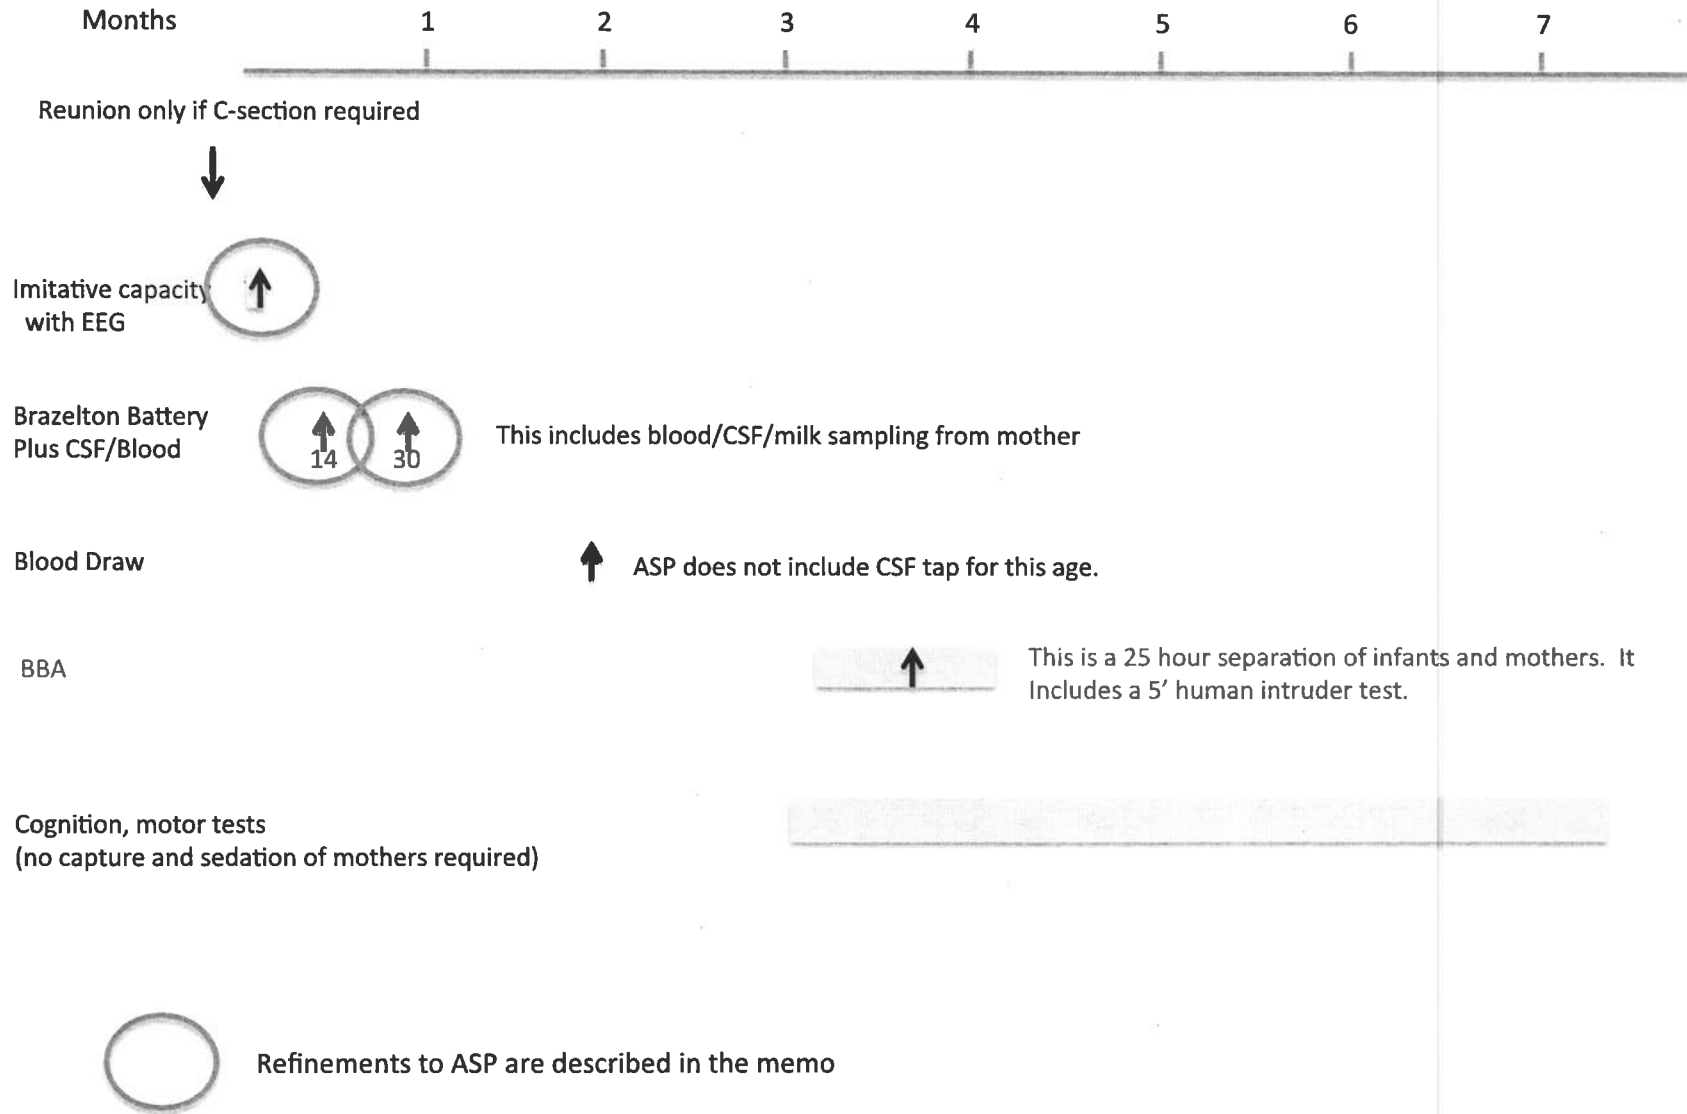 Months 1 2 3 4 5 6 7
Reunion only if C-section required
Imitative capacity
with EEG
Brazelton Battery
Plus CSF/Blood
14 30
This includes blood/CSF/milk sampling from mother
Blood Draw
ASP does not include CSF tap for this age.
BBA
This is a 25 hour separation of infants and mothers. It
Includes a 5' human intruder test.
Cognition, motor tests
(no capture and sedation of mothers required)
Refinements to ASP are described in the memo